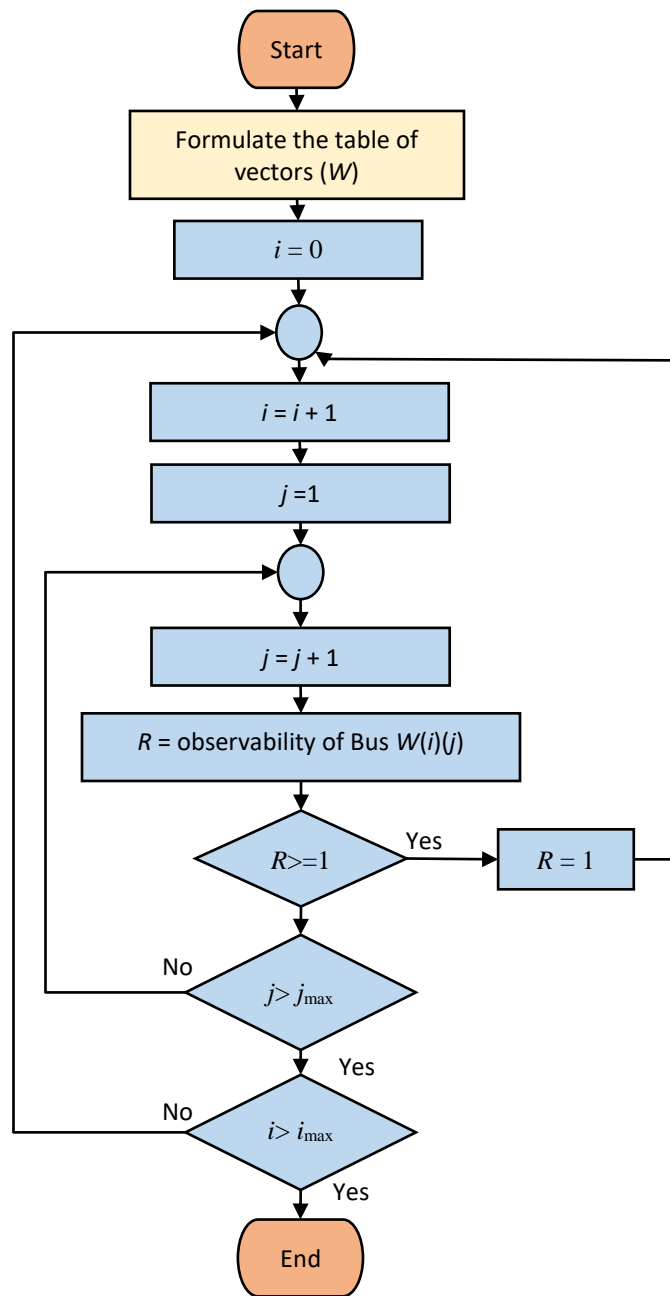 Start
Formulate the table of
vectors (W)
i = 0
i = i + 1
j =1
j = j + 1
R = observability of Bus W(i)(j)
R>=1
Yes
R = 1
No
j> jmax
Yes
No
i> imax
Yes
End